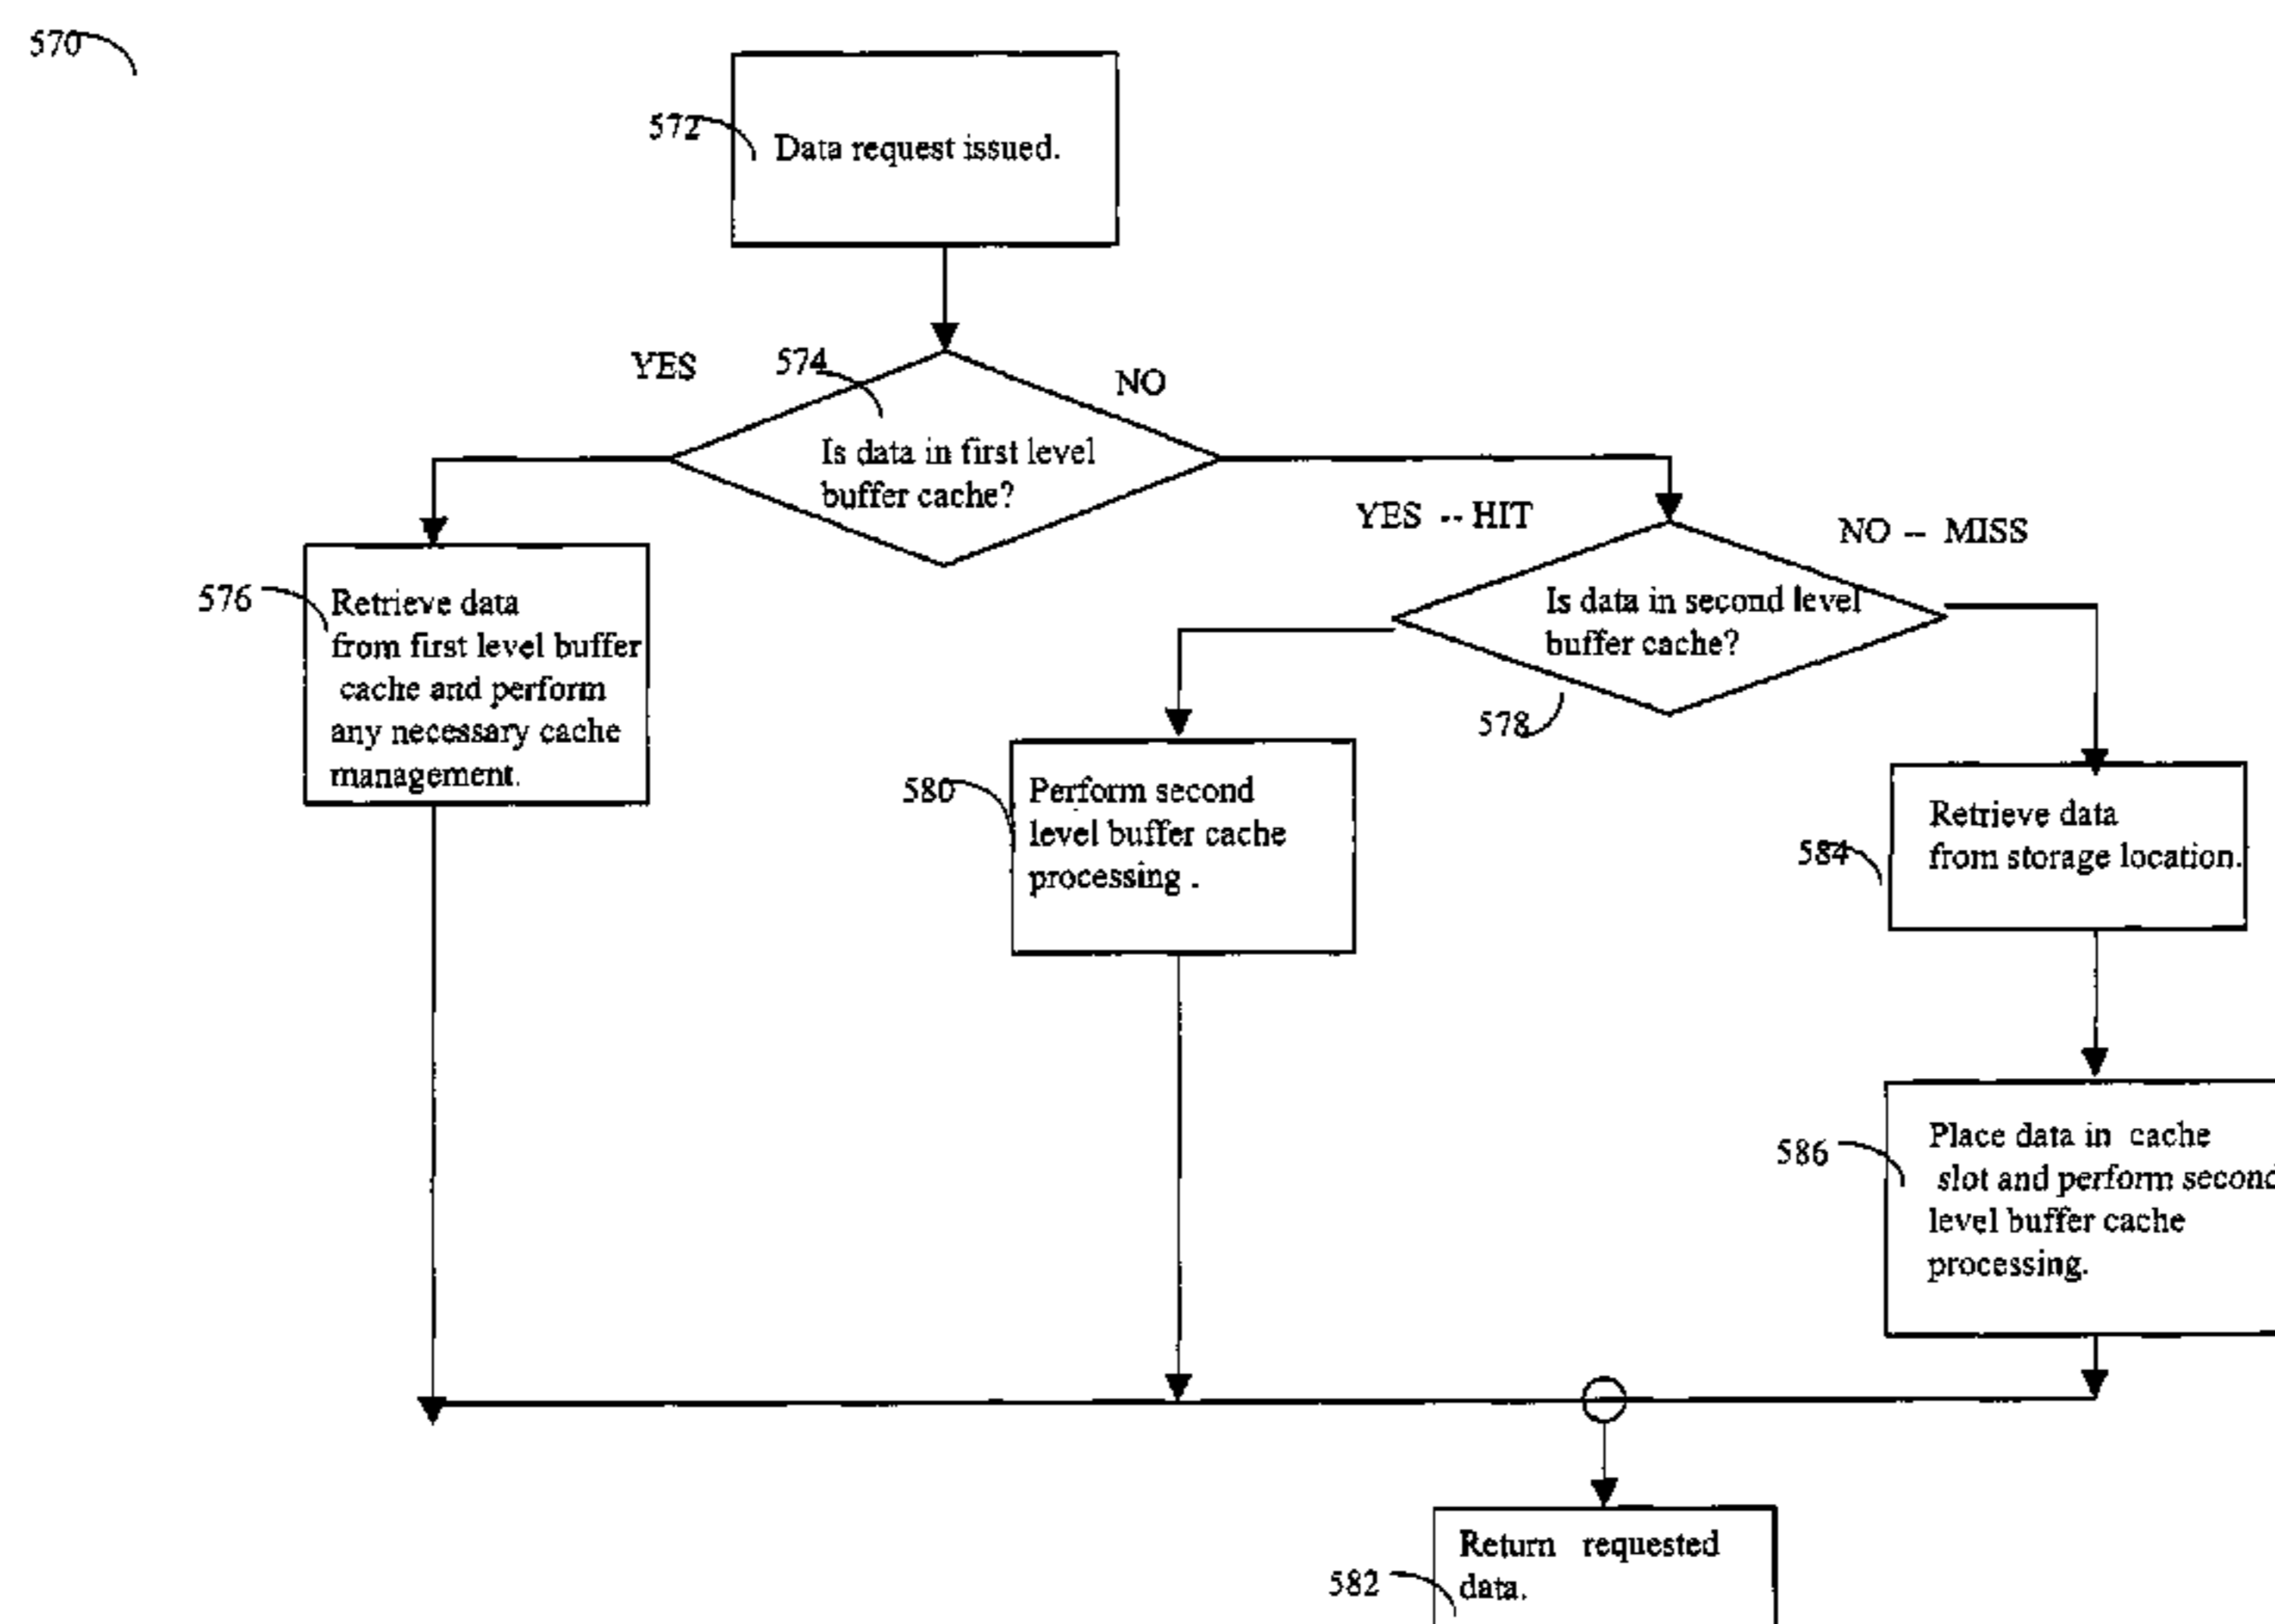 570
572
Data request issued.
YES
574
NO
Is data in first level
buffer cache?
YES -- HIT
NO -- MISS
576
Retrieve data
from first level buffer
cache and perform
any necessary cache
management.
Is data in second level
buffer cache?
578
580
Perform second
level buffer cache
processing .
584
Retrieve data
from storage location.
586
Place data in cache
slot and perform second
level buffer cache
processing.
582
Return requested
data.